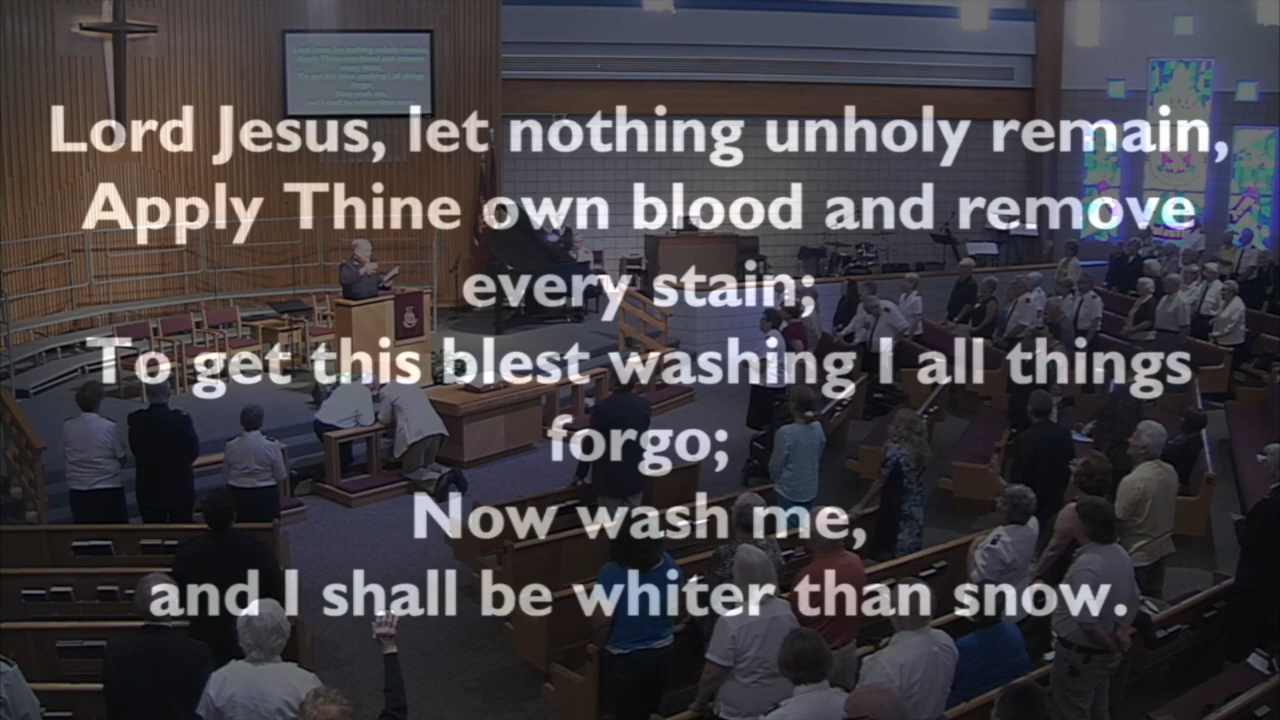 Lord Jesus, let nothing unholy remain,
Apply Thine own blood and remove
every stain;
To get this blest washing I all things
forgo;
Now wash me,
and I shall be whiter than snow.